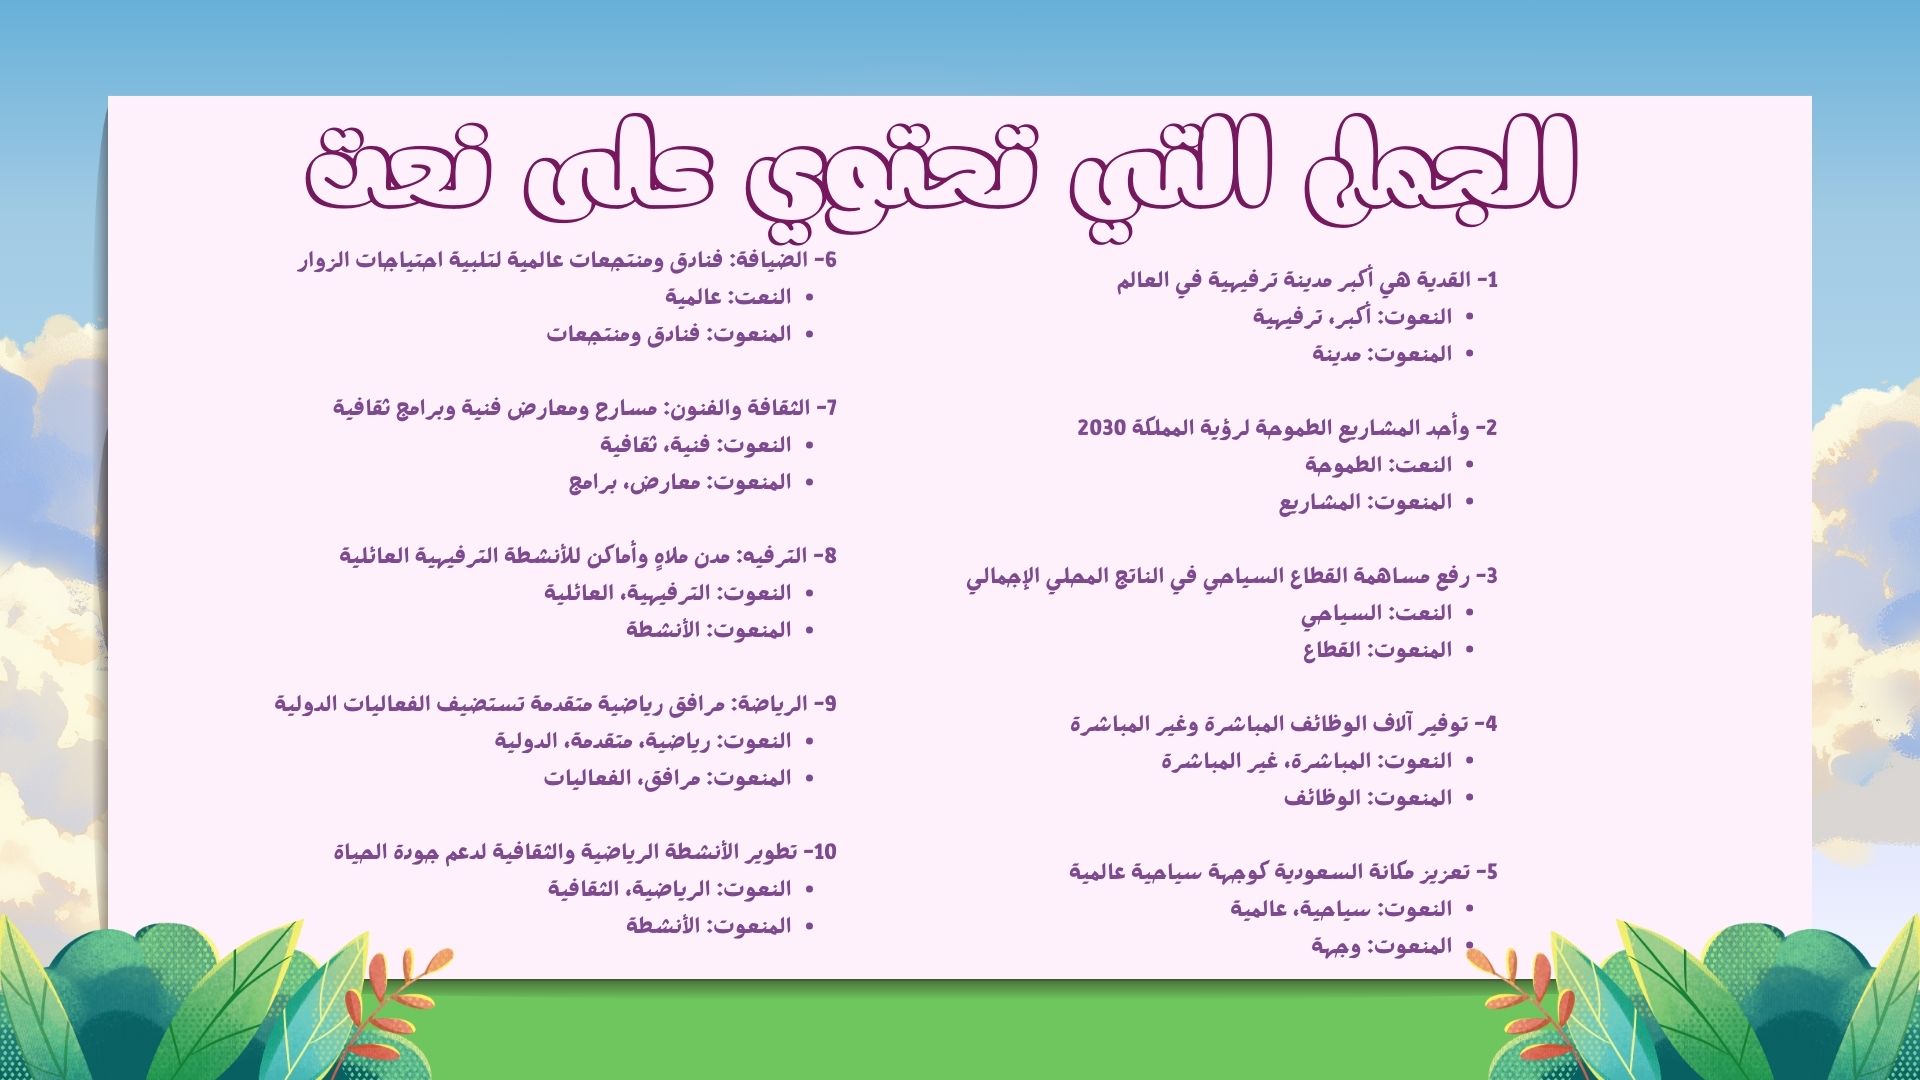 الجمل التي تحتوي على نعت
1- القدية هي أكبر مدينة ترفيهية في العالم
• النعوت: أكبر، ترفيهية
• المنعوت: مدينة
2- وأحد المشاريع الطموحة لرؤية المملكة 2030
• النعت: الطموحة
• المنعوت: المشاريع
3- رفع مساهمة القطاع السياحي في الناتج المحلي الإجمالي
• النعت: السياحي
• المنعوت: القطاع
4- توفير آلاف الوظائف المباشرة وغير المباشرة
• النعوت: المباشرة، غير المباشرة
• المنعوت: الوظائف
5- تعزيز مكانة السعودية كوجهة سياحية عالمية
• النعوت: سياحية، عالمية
• المنعوت: وجهة
6- الضيافة: فنادق ومنتجعات عالمية لتلبية احتياجات الزوار
• النعت: عالمية
• المنعوت: فنادق ومنتجعات
7- الثقافة والفنون: مسارح ومعارض فنية وبرامج ثقافية
• النعوت: فنية، ثقافية
• المنعوت: معارض، برامج
8- الترفيه: مدن ملاهٍ وأماكن للأنشطة الترفيهية العائلية
• النعوت: الترفيهية، العائلية
• المنعوت: الأنشطة
9- الرياضة: مرافق رياضية متقدمة تستضيف الفعاليات الدولية
• النعوت: رياضية، متقدمة، الدولية
• المنعوت: مرافق، الفعاليات
10- تطوير الأنشطة الرياضية والثقافية لدعم جودة الحياة
• النعوت: الرياضية، الثقافية
• المنعوت: الأنشطة